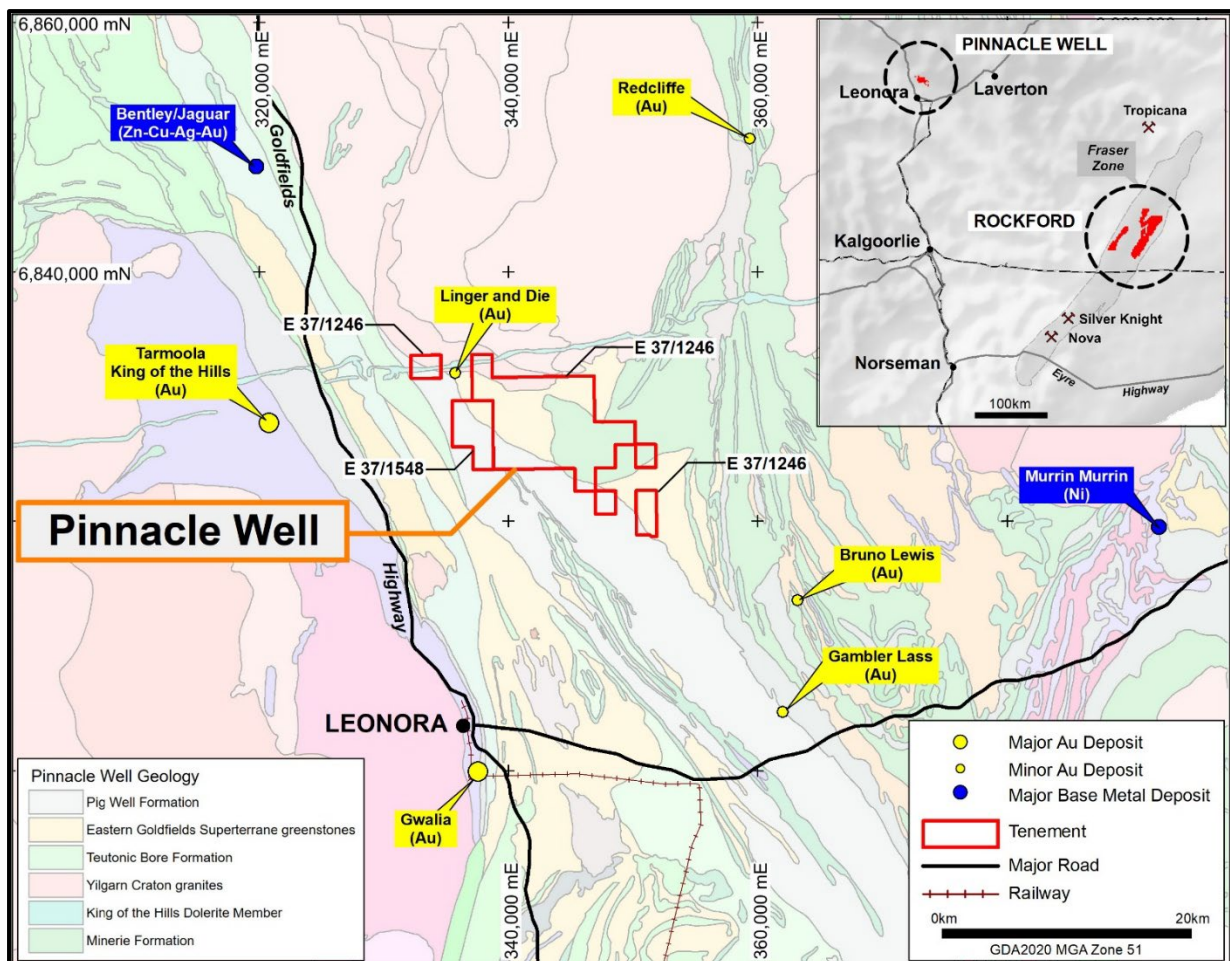 6,860,000 mN
320,000 mE
340,000 mE
360,000 mE
Bentley/Jaguar
(Zn-Cu-Ag-Au)
Goldfields
Redcliffe
(Au)
6,840,000 mN
Linger and Die
(Au)
E 37/1246
E 37/1246
Tarmoola
King of the Hills
(Au)
E 37/1548
E 37/1246
Pinnacle Well
Murrin Murrin
(Ni)
Highway
Bruno Lewis
(Au)
Gambler Lass
(Au)
LEONORA
Gwalia
(Au)
340,000 mE
360,000 mE
PINNACLE WELL
Leonora
Laverton
Tropicana
Fraser
Zone
ROCKFORD
Kalgoorlie
Silver Knight
Nova
Norseman
Eyre
Highway
100km
Pinnacle Well Geology
Pig Well Formation
Eastern Goldfields Superterrane greenstones
Teutonic Bore Formation
Yilgarn Craton granites
King of the Hills Dolerite Member
Minerie Formation
Major Au Deposit
Minor Au Deposit
Major Base Metal Deposit
Tenement
Major Road
Railway
0km
20km
GDA2020 MGA Zone 51